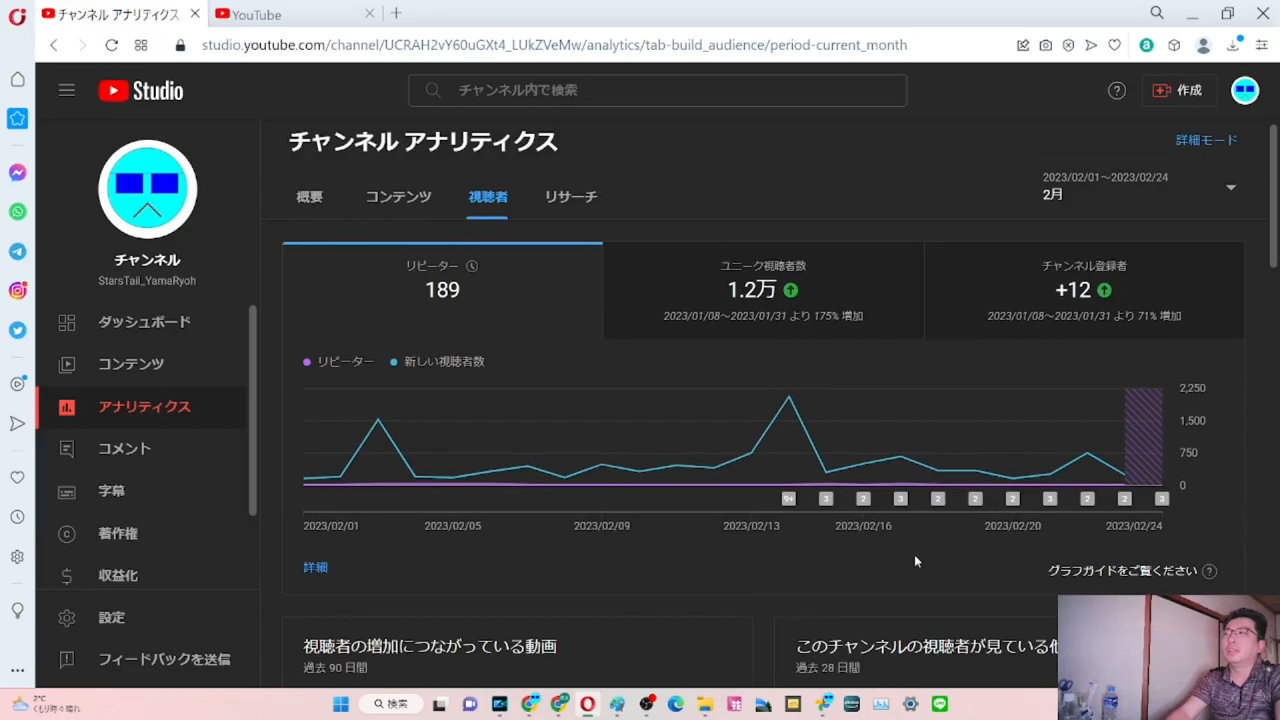 チャンネル アナリティクス
YouTube
studio.youtube.com/channel/UCRAH2vY60uGXt4_LUkZVeMw/analytics/tab-build_audience/period-current_month
Studio
チャンネル内で検索
作成
チャンネル
StarsTail_YamaRyoh
ダッシュボード
コンテンツ
アナリティクス
コメント
字幕
著作権
収益化
設定
フィードバックを送信
チャンネル アナリティクス
詳細モード
概要
コンテンツ
視聴者
リサーチ
2023/02/01～2023/02/24
2月
リピーター
189
ユニーク視聴者数
1.2万
2023/01/08～2023/01/31 より 175% 増加
チャンネル登録者
+12
2023/01/08～2023/01/31 より 71% 増加
リピーター
新しい視聴者数
2,250
1,500
750
0
9+ 3 2 3 2 2 2 3 2 2 3
2023/02/01 2023/02/05 2023/02/09 2023/02/13 2023/02/16 2023/02/20 2023/02/24
詳細
グラフガイドをご覧ください
視聴者の増加につながっている動画
過去 90 日間
このチャンネルの視聴者が見ている他
過去 28 日間
2℃
くもり時々晴れ
検索